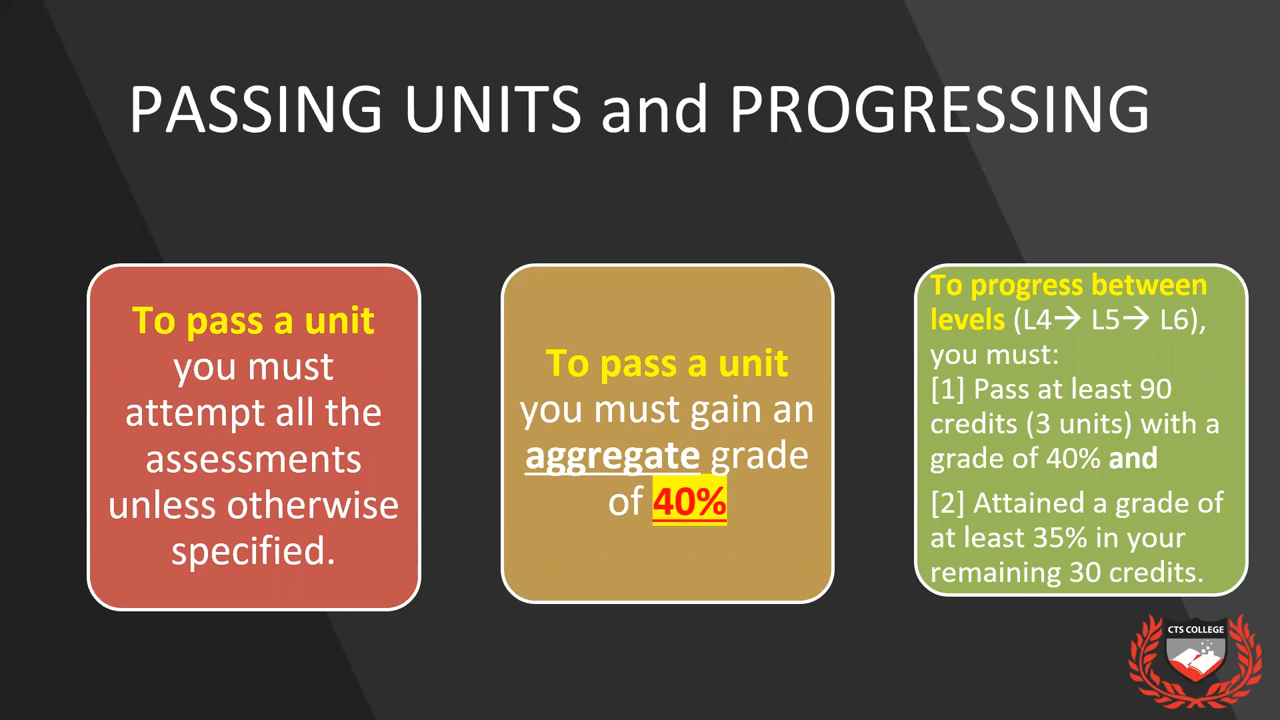 PASSING UNITS and PROGRESSING
To pass a unit
you must
attempt all the
assessments
unless otherwise
specified.
To pass a unit
you must gain an
aggregate grade
of 40%
To progress between
levels (L4→ L5→ L6),
you must:
[1] Pass at least 90
credits (3 units) with a
grade of 40% and
[2] Attained a grade of
at least 35% in your
remaining 30 credits.
CTS COLLEGE